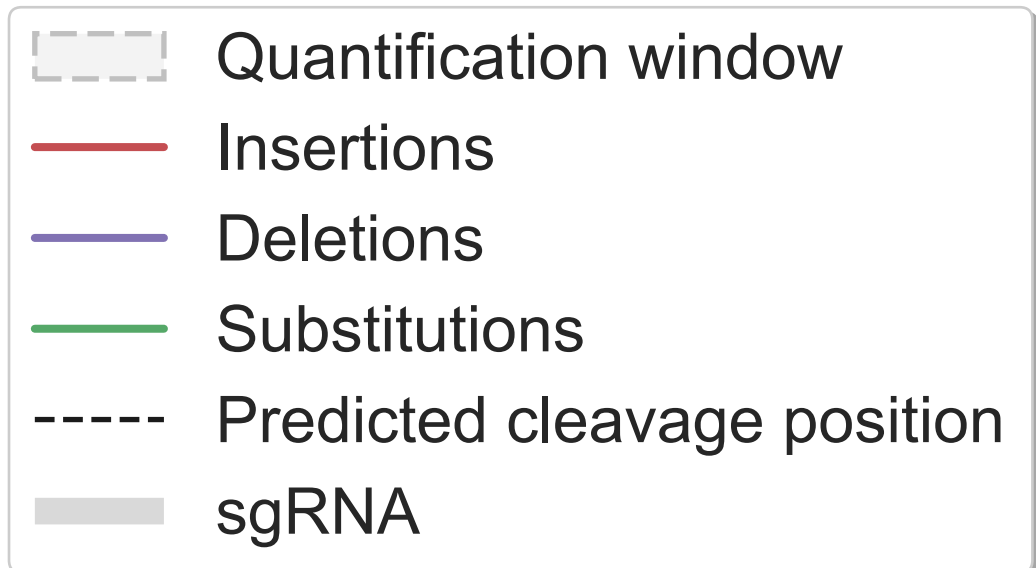 Quantification window
Insertions
Deletions
Substitutions
Predicted cleavage position
sgRNA